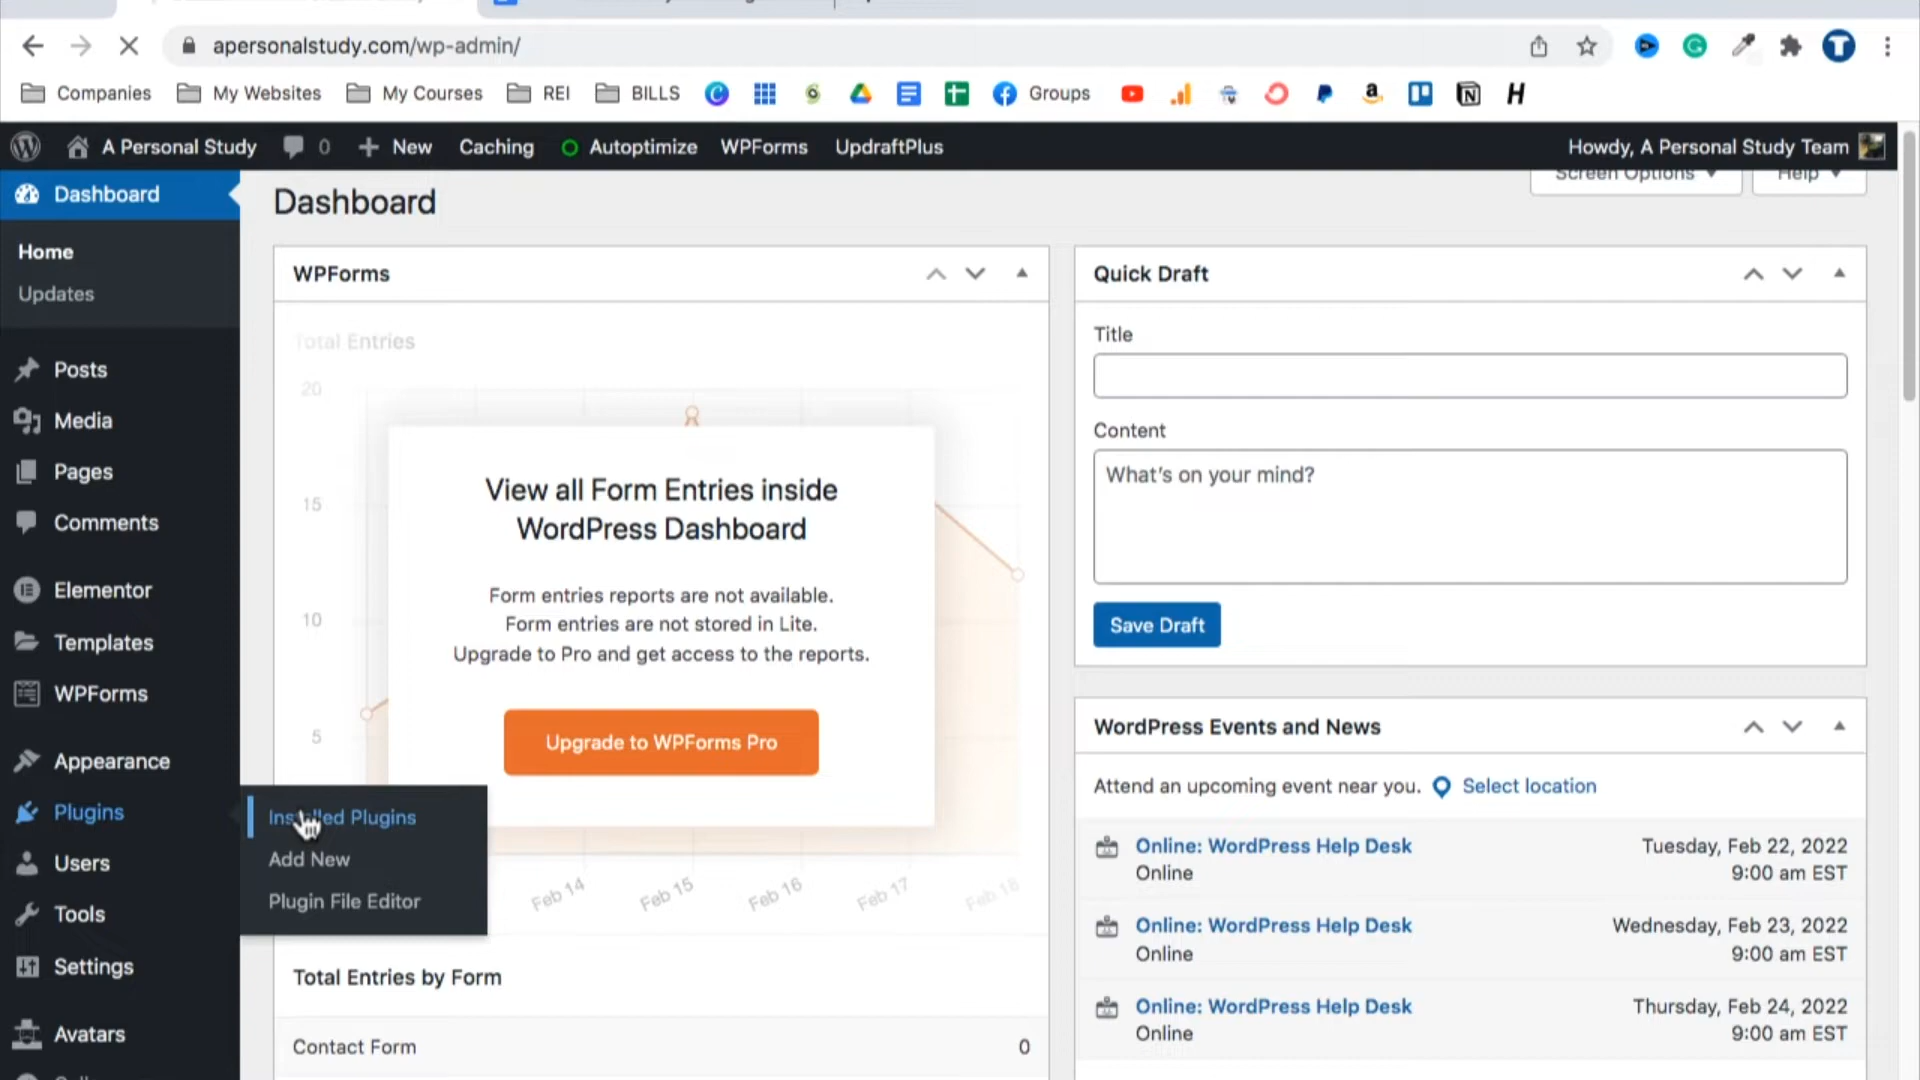 apersonalstudy.com/wp-admin/
Companies My Websites My Courses REI BILLS Groups
A Personal Study 0 New Caching Autoptimize WPForms UpdraftPlus Howdy, A Personal Study Team
Dashboard
Home
Updates
Posts
Media
Pages
Comments
Elementor
Templates
WPForms
Appearance
Plugins
Users
Tools
Settings
Avatars
Installed Plugins
Add New
Plugin File Editor
Dashboard
Screen Options Help
WPForms
Total Entries
20
15
10
5
View all Form Entries inside
WordPress Dashboard
Form entries reports are not available.
Form entries are not stored in Lite.
Upgrade to Pro and get access to the reports.
Upgrade to WPForms Pro
Feb 14 Feb 15 Feb 16 Feb 17 Feb 18
Total Entries by Form
Contact Form 0
Quick Draft
Title
Content
What's on your mind?
Save Draft
WordPress Events and News
Attend an upcoming event near you. Select location
Online: WordPress Help Desk Tuesday, Feb 22, 2022
Online 9:00 am EST
Online: WordPress Help Desk Wednesday, Feb 23, 2022
Online 9:00 am EST
Online: WordPress Help Desk Thursday, Feb 24, 2022
Online 9:00 am EST